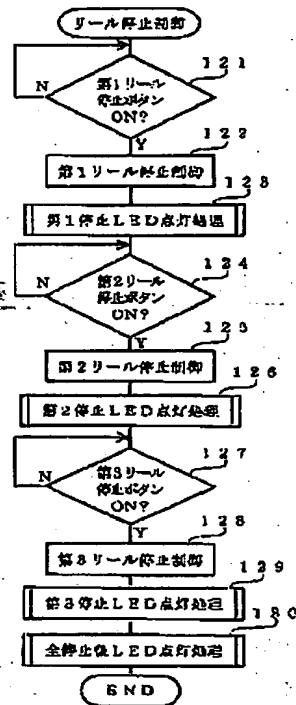 リール停止制御
121
第1リール
停止ボタン
ON?
N
Y
122
第1リール停止制御
123
第1停止LED点灯処理
124
第2リール
停止ボタン
ON?
N
Y
125
第2リール停止制御
126
第2停止LED点灯処理
127
第3リール
停止ボタン
ON?
N
Y
128
第3リール停止制御
129
第3停止LED点灯処理
130
全停止後LED点灯処理
END